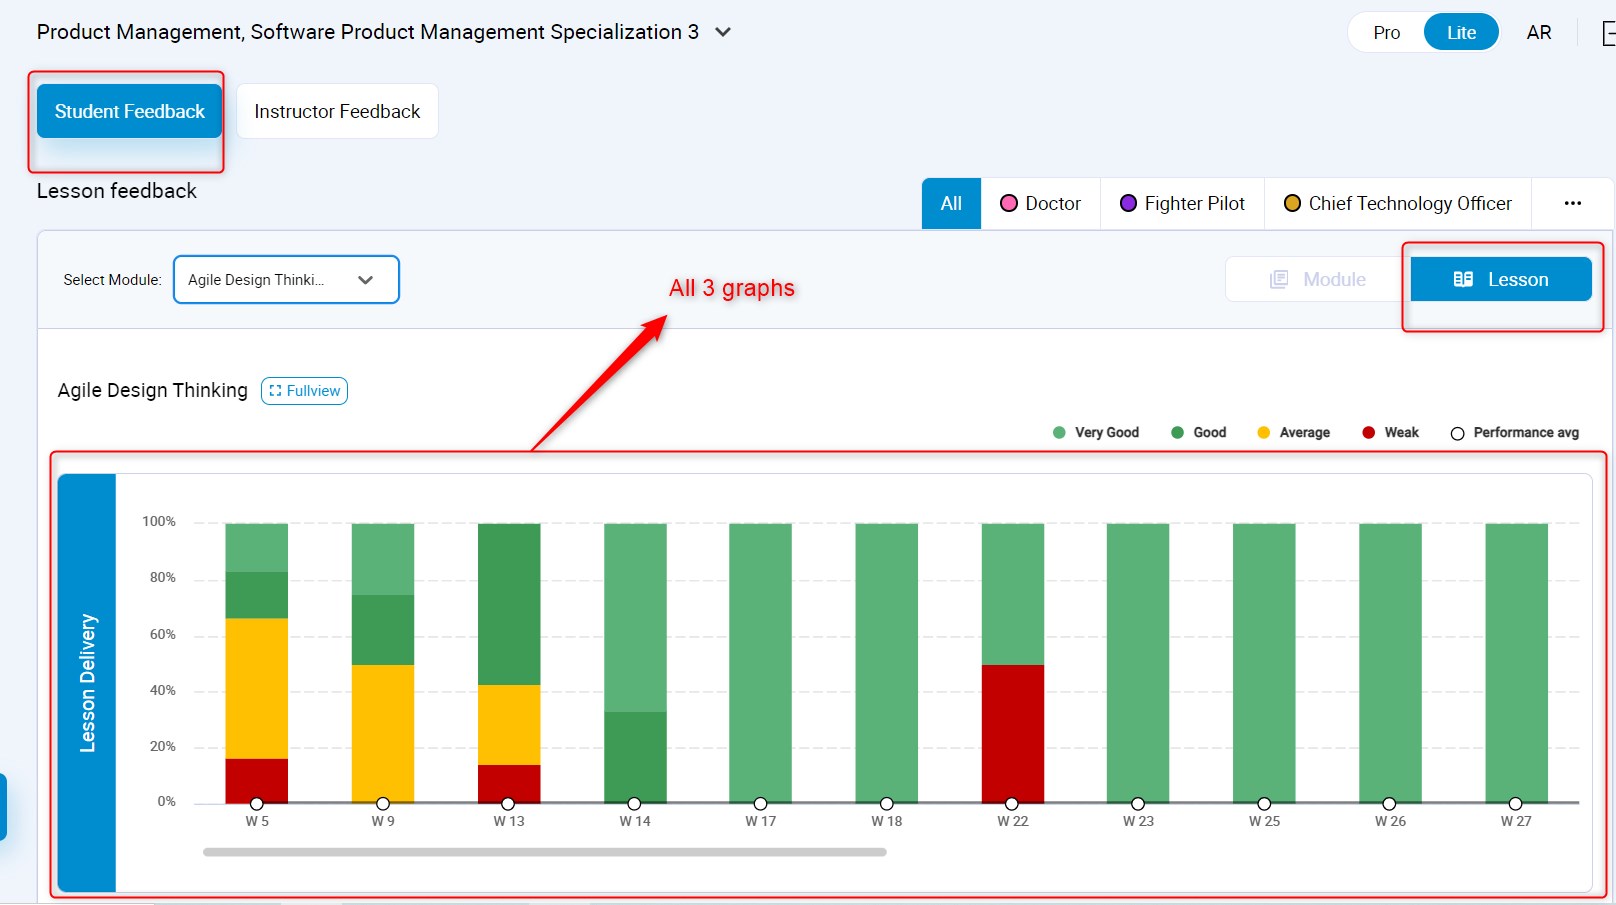 Product Management, Software Product Management Specialization 3
Pro
Lite
AR
Student Feedback
Instructor Feedback
Lesson feedback
All
Doctor
Fighter Pilot
Chief Technology Officer
...
Select Module:
Agile Design Thinki...
All 3 graphs
Module
Lesson
Agile Design Thinking
Fullview
Very Good
Good
Average
Weak
Performance avg
Lesson Delivery
100%
80%
60%
40%
20%
0%
W 5
W 9
W 13
W 14
W 17
W 18
W 22
W 23
W 25
W 26
W 27